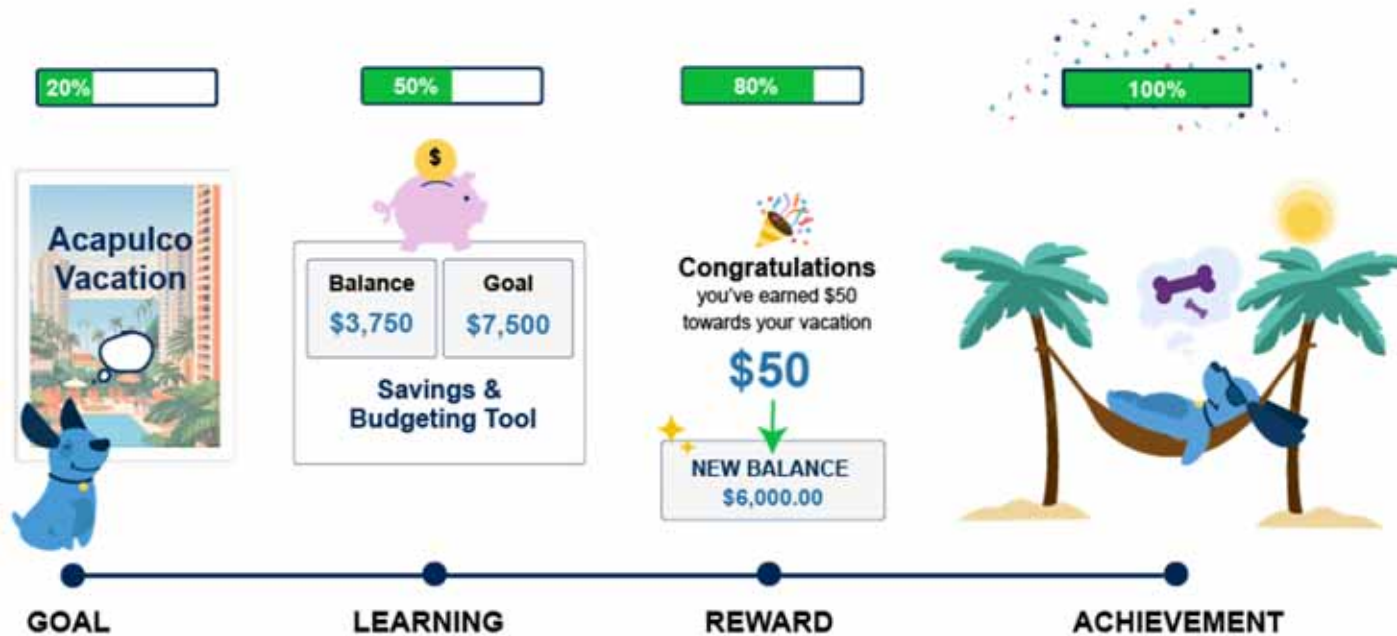 20%
50%
80%
100%
Acapulco
Vacation
$
Balance
$3,750
Goal
$7,500
Savings &
Budgeting Tool
Congratulations
you've earned $50
towards your vacation
$50
NEW BALANCE
$6,000.00
GOAL
LEARNING
REWARD
ACHIEVEMENT